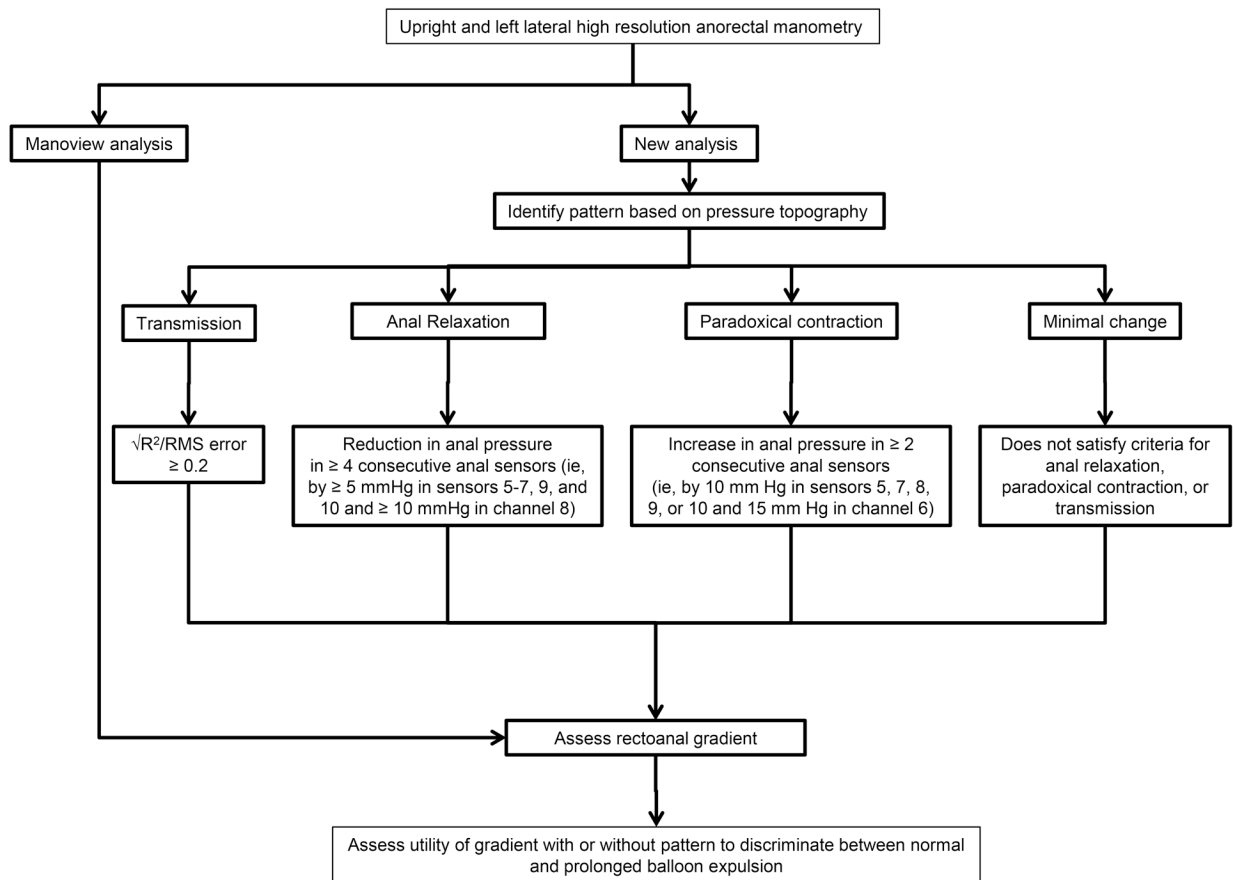 Upright and left lateral high resolution anorectal manometry
Manoview analysis
New analysis
Identify pattern based on pressure topography
Transmission
Anal Relaxation
Paradoxical contraction
Minimal change
√R²/RMS error
≥ 0.2
Reduction in anal pressure
in ≥ 4 consecutive anal sensors (ie,
by ≥ 5 mmHg in sensors 5-7, 9, and
10 and ≥ 10 mmHg in channel 8)
Increase in anal pressure in ≥ 2
consecutive anal sensors
(ie, by 10 mm Hg in sensors 5, 7, 8,
9, or 10 and 15 mm Hg in channel 6)
Does not satisfy criteria for
anal relaxation,
paradoxical contraction, or
transmission
Assess rectoanal gradient
Assess utility of gradient with or without pattern to discriminate between normal
and prolonged balloon expulsion